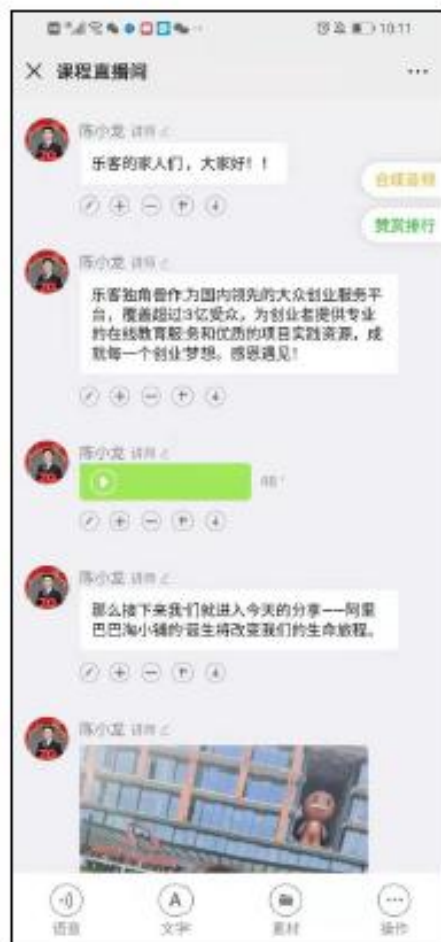 10:11
课程直播间
陈小龙 讲师
乐客的家人们，大家好！！
合成音频
赞赏排行
陈小龙 讲师
乐客独角兽作为国内领先的大众创业服务平
台，覆盖超过3亿受众，为创业者提供专业
的在线教育服务和优质的项目实践资源，成
就每一个创业梦想。感恩遇见！
陈小龙 讲师
陈小龙 讲师
那么接下来我们就进入今天的分享——阿里
巴巴淘小铺的诞生将改变我们的生命旅程。
陈小龙 讲师
语音
文字
素材
操作